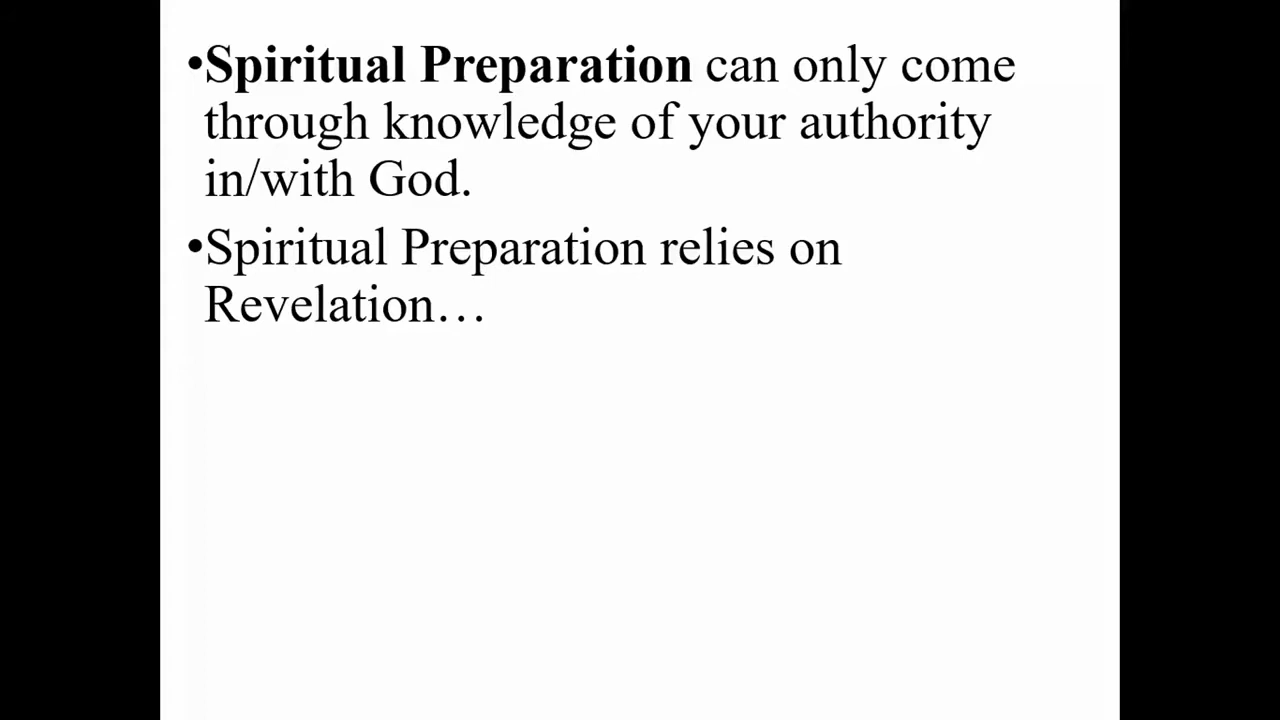 •Spiritual Preparation can only come
through knowledge of your authority
in/with God.
•Spiritual Preparation relies on
Revelation…